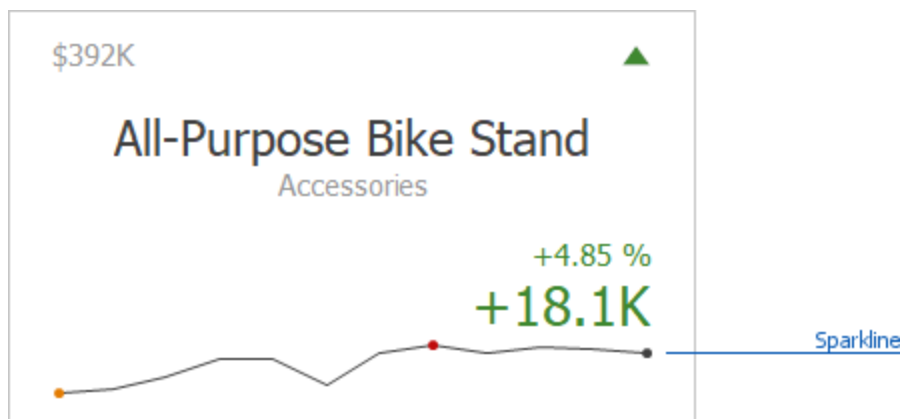 $392K
All-Purpose Bike Stand
Accessories
+4.85 %
+18.1K
Sparkline